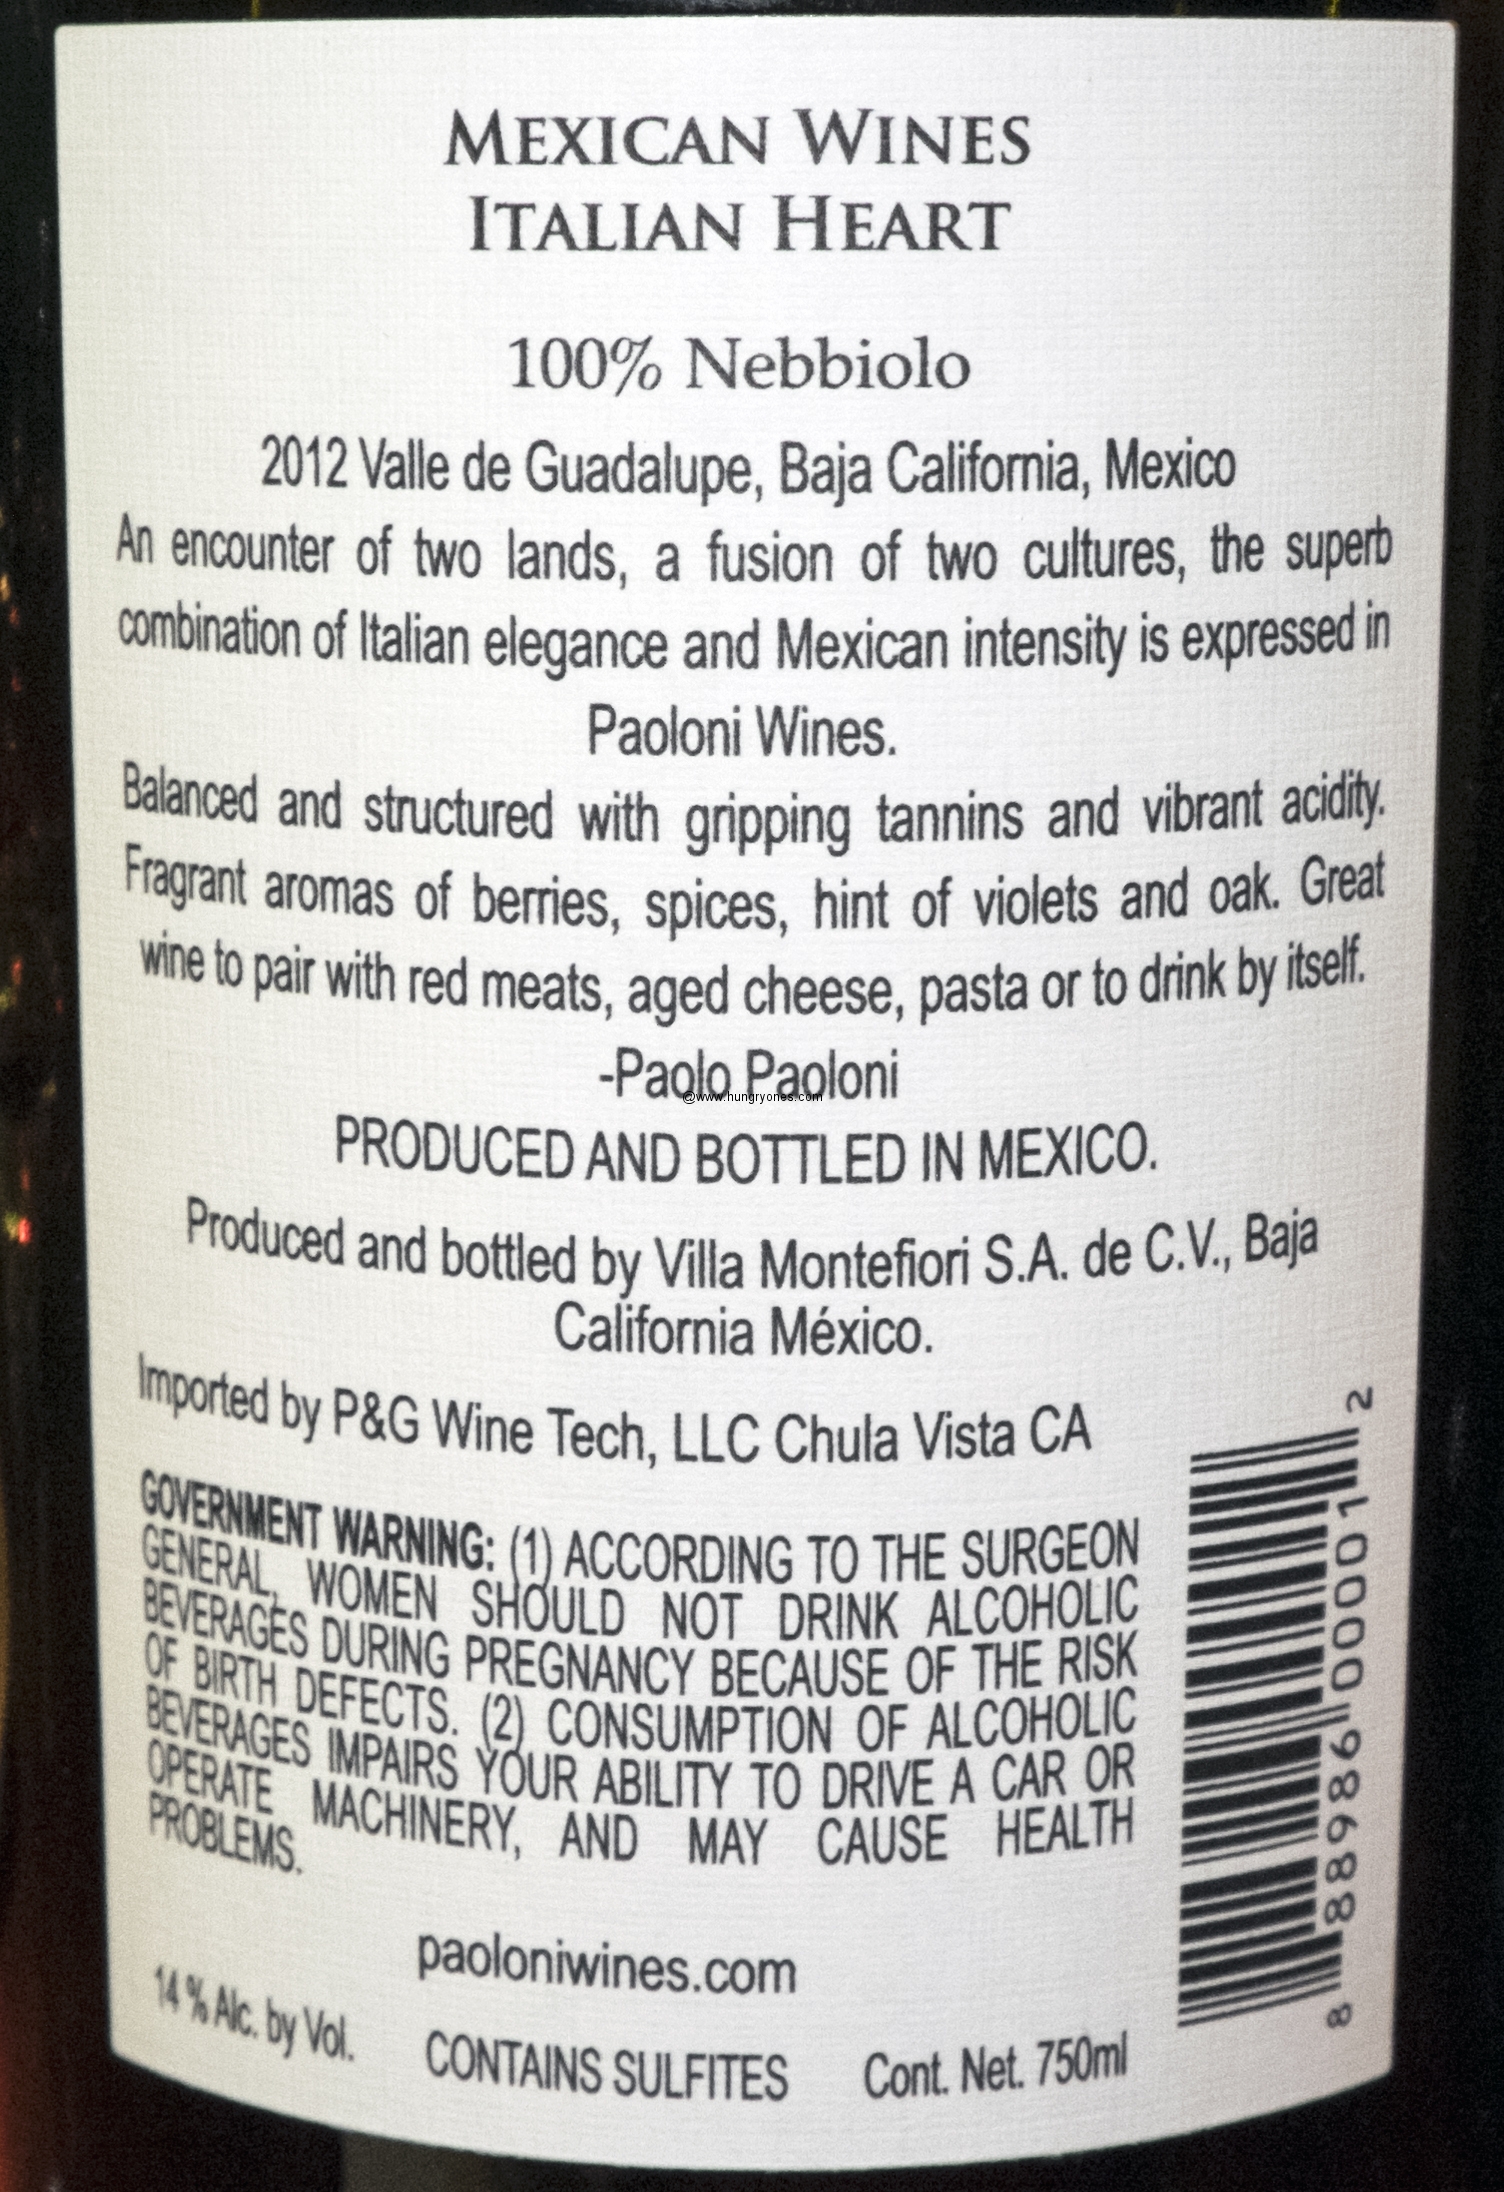 MEXICAN WINES
ITALIAN HEART
100% Nebbiolo
2012 Valle de Guadalupe, Baja California, Mexico
An encounter of two lands, a fusion of two cultures, the superb
combination of Italian elegance and Mexican intensity is expressed in
Paoloni Wines.
Balanced and structured with gripping tannins and vibrant acidity.
Fragrant aromas of berries, spices, hint of violets and oak. Great
wine to pair with red meats, aged cheese, pasta or to drink by itself.
-Paolo Paoloni
@www.hungryones.com
PRODUCED AND BOTTLED IN MEXICO.
Produced and bottled by Villa Montefiori S.A. de C.V., Baja
California México.
Imported by P&G Wine Tech, LLC Chula Vista CA
GOVERNMENT WARNING: (1) ACCORDING TO THE SURGEON
GENERAL, WOMEN SHOULD NOT DRINK ALCOHOLIC
BEVERAGES DURING PREGNANCY BECAUSE OF THE RISK
OF BIRTH DEFECTS. (2) CONSUMPTION OF ALCOHOLIC
BEVERAGES IMPAIRS YOUR ABILITY TO DRIVE A CAR OR
OPERATE MACHINERY, AND MAY CAUSE HEALTH
PROBLEMS.
8 88986 00001 2
paoloniwines.com
14 % Alc. by Vol.
CONTAINS SULFITES
Cont. Net. 750ml